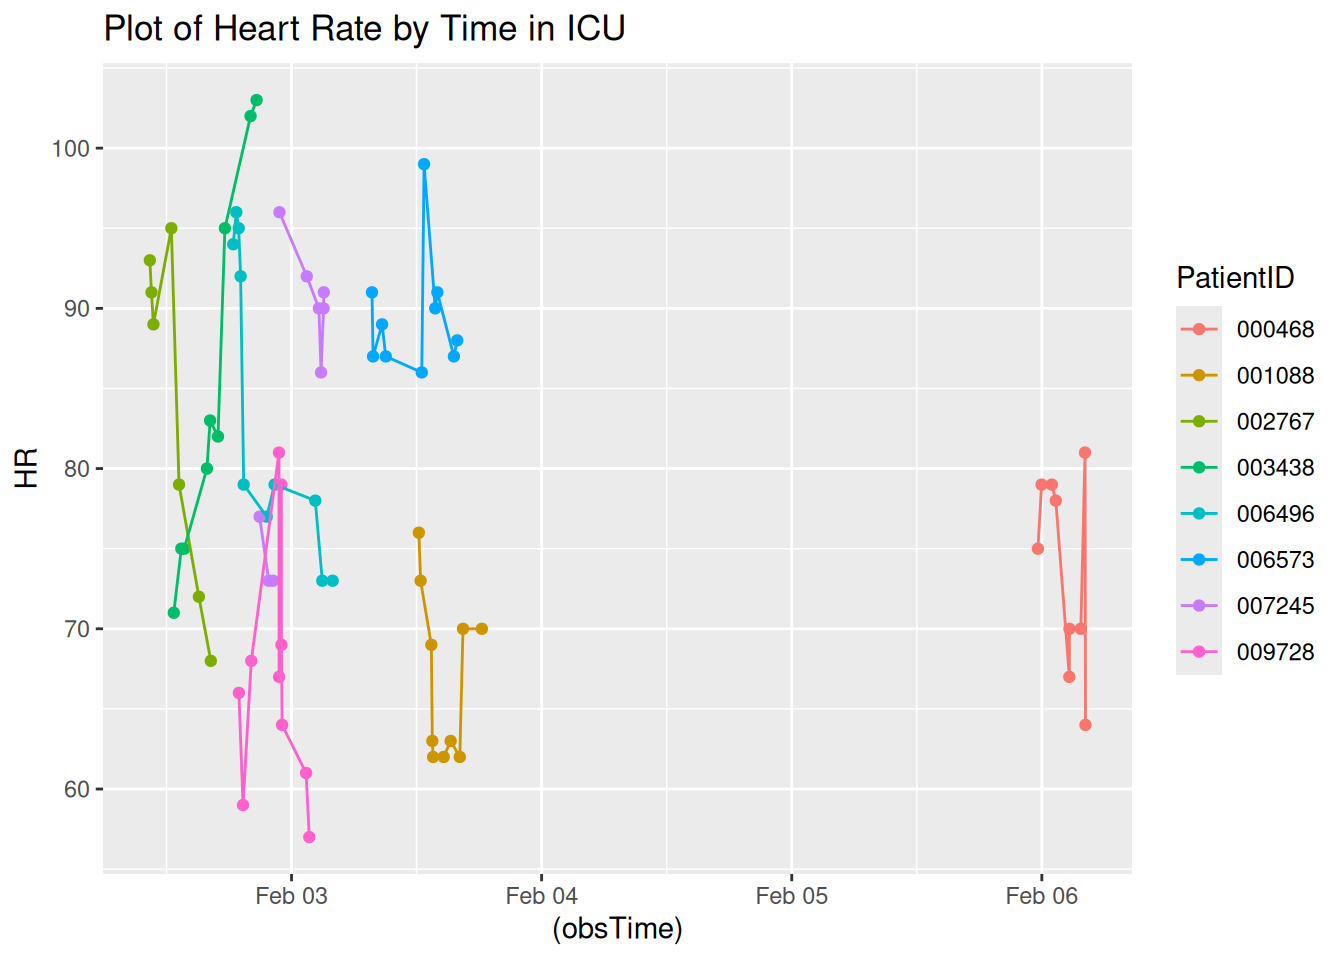 Plot of Heart Rate by Time in ICU
HR
100
90
80
70
60
Feb 03
Feb 04
Feb 05
Feb 06
(obsTime)
PatientID
000468
001088
002767
003438
006496
006573
007245
009728